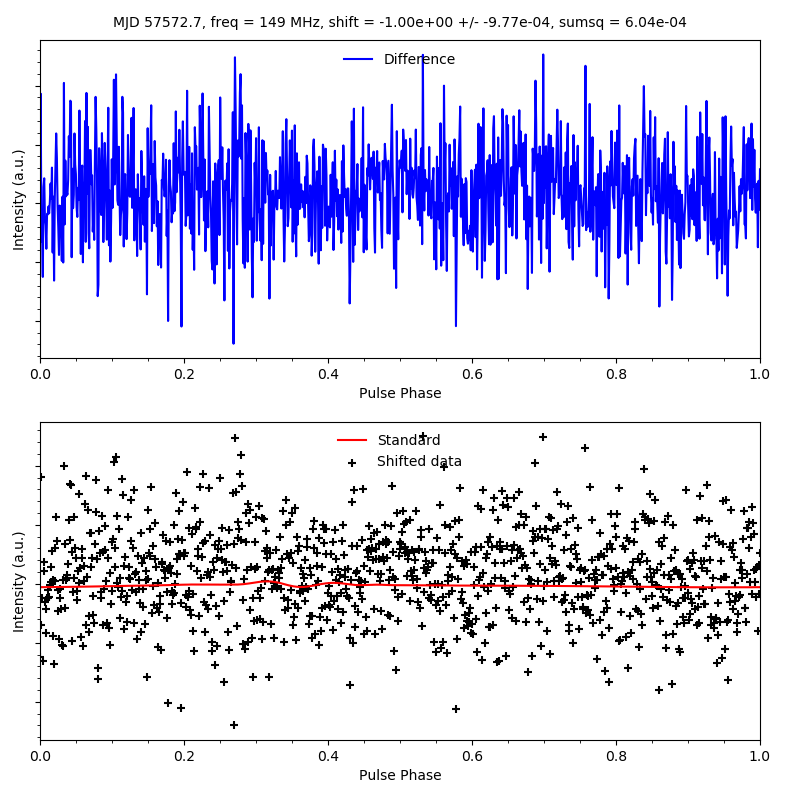 MJD 57572.7, freq = 149 MHz, shift = -1.00e+00 +/- -9.77e-04, sumsq = 6.04e-04
Difference
Intensity (a.u.)
0.0 0.2 0.4 0.6 0.8 1.0
Pulse Phase
Standard
Shifted data
Intensity (a.u.)
0.0 0.2 0.4 0.6 0.8 1.0
Pulse Phase